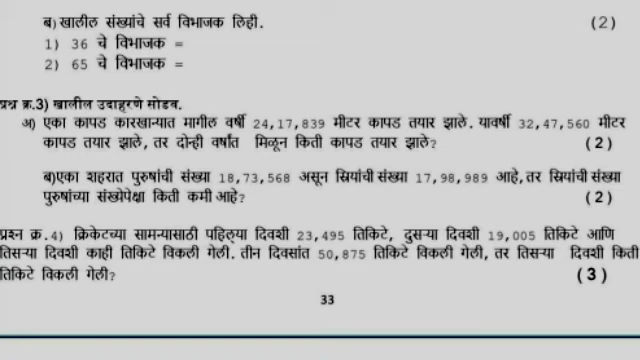 ब) खालील संख्यांचे सर्व विभाजक लिही. (2)
1) 36 चे विभाजक =
2) 65 चे विभाजक =
प्रश्न क्र.3) खालील उदाहरणे सोडव.
अ) एका कापड कारखान्यात मागील वर्षी 24,17,839 मीटर कापड तयार झाले. यावर्षी 32,47,560 मीटर
कापड तयार झाले, तर दोन्ही वर्षांत मिळून किती कापड तयार झाले? (2)
ब)एका शहरात पुरुषांची संख्या 18,73,568 असून स्रियांची संख्या 17,98,989 आहे,तर स्रियांची संख्या
पुरुषांच्या संख्येपेक्षा किती कमी आहे? (2)
प्रश्न क्र.4) क्रिकेटच्या सामन्यासाठी पहिल्या दिवशी 23,495 तिकिटे, दुसऱ्या दिवशी 19,005 तिकिटे आणि
तिसऱ्या दिवशी काही तिकिटे विकली गेली. तीन दिवसांत 50,875 तिकिटे विकली गेली, तर तिसऱ्या दिवशी किती
तिकिटे विकली गेली? (3)
33